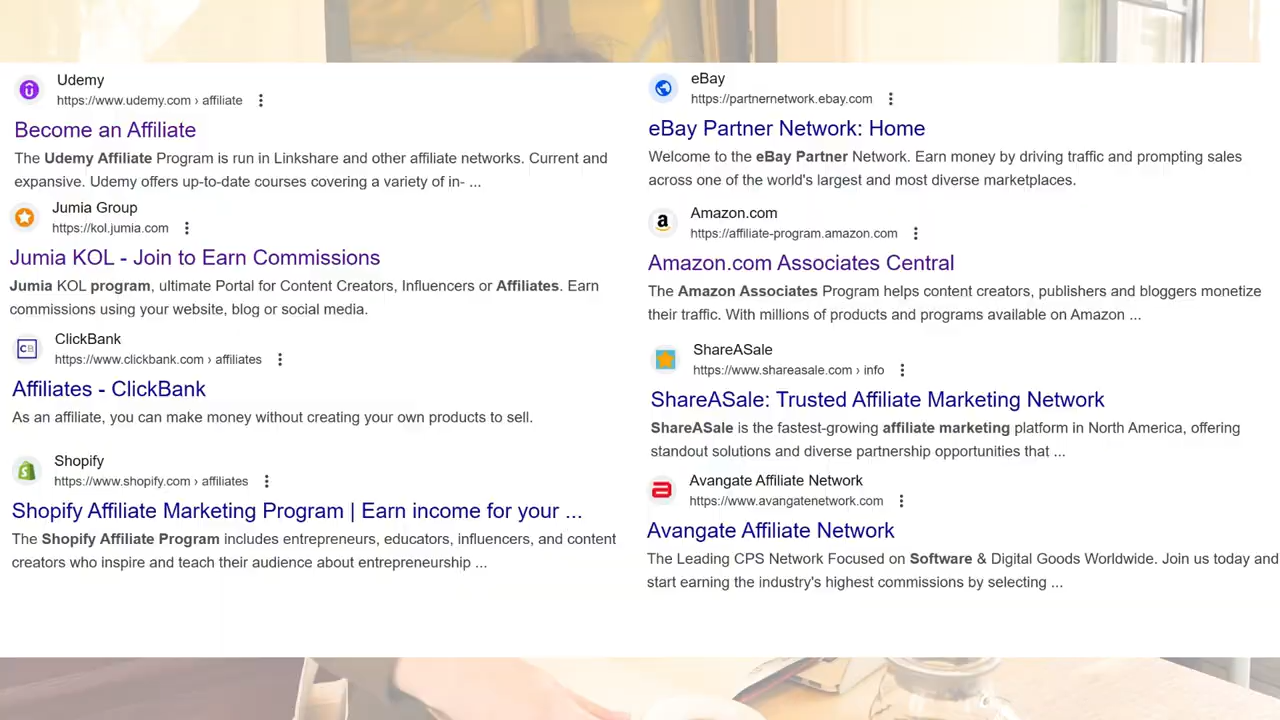 Udemy
https://www.udemy.com › affiliate
Become an Affiliate
The Udemy Affiliate Program is run in Linkshare and other affiliate networks. Current and
expansive. Udemy offers up-to-date courses covering a variety of in- ...
Jumia Group
https://kol.jumia.com
Jumia KOL - Join to Earn Commissions
Jumia KOL program, ultimate Portal for Content Creators, Influencers or Affiliates. Earn
commissions using your website, blog or social media.
CB
ClickBank
https://www.clickbank.com › affiliates
Affiliates - ClickBank
As an affiliate, you can make money without creating your own products to sell.
Shopify
https://www.shopify.com › affiliates
Shopify Affiliate Marketing Program | Earn income for your ...
The Shopify Affiliate Program includes entrepreneurs, educators, influencers, and content
creators who inspire and teach their audience about entrepreneurship ...
eBay
https://partnernetwork.ebay.com
eBay Partner Network: Home
Welcome to the eBay Partner Network. Earn money by driving traffic and prompting sales
across one of the world's largest and most diverse marketplaces.
Amazon.com
https://affiliate-program.amazon.com
Amazon.com Associates Central
The Amazon Associates Program helps content creators, publishers and bloggers monetize
their traffic. With millions of products and programs available on Amazon ...
ShareASale
https://www.shareasale.com › info
ShareASale: Trusted Affiliate Marketing Network
ShareASale is the fastest-growing affiliate marketing platform in North America, offering
standout solutions and diverse partnership opportunities that ...
Avangate Affiliate Network
https://www.avangatenetwork.com
Avangate Affiliate Network
The Leading CPS Network Focused on Software & Digital Goods Worldwide. Join us today and
start earning the industry's highest commissions by selecting ...